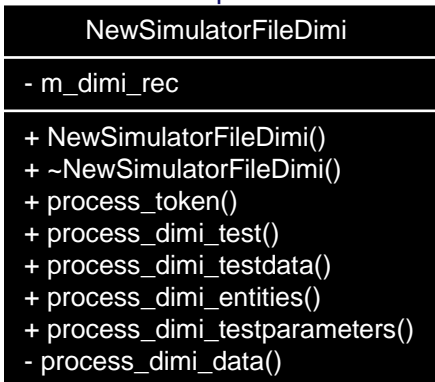 NewSimulatorFileDimi
- m_dimi_rec
+ NewSimulatorFileDimi()
+ ~NewSimulatorFileDimi()
+ process_token()
+ process_dimi_test()
+ process_dimi_testdata()
+ process_dimi_entities()
+ process_dimi_testparameters()
- process_dimi_data()